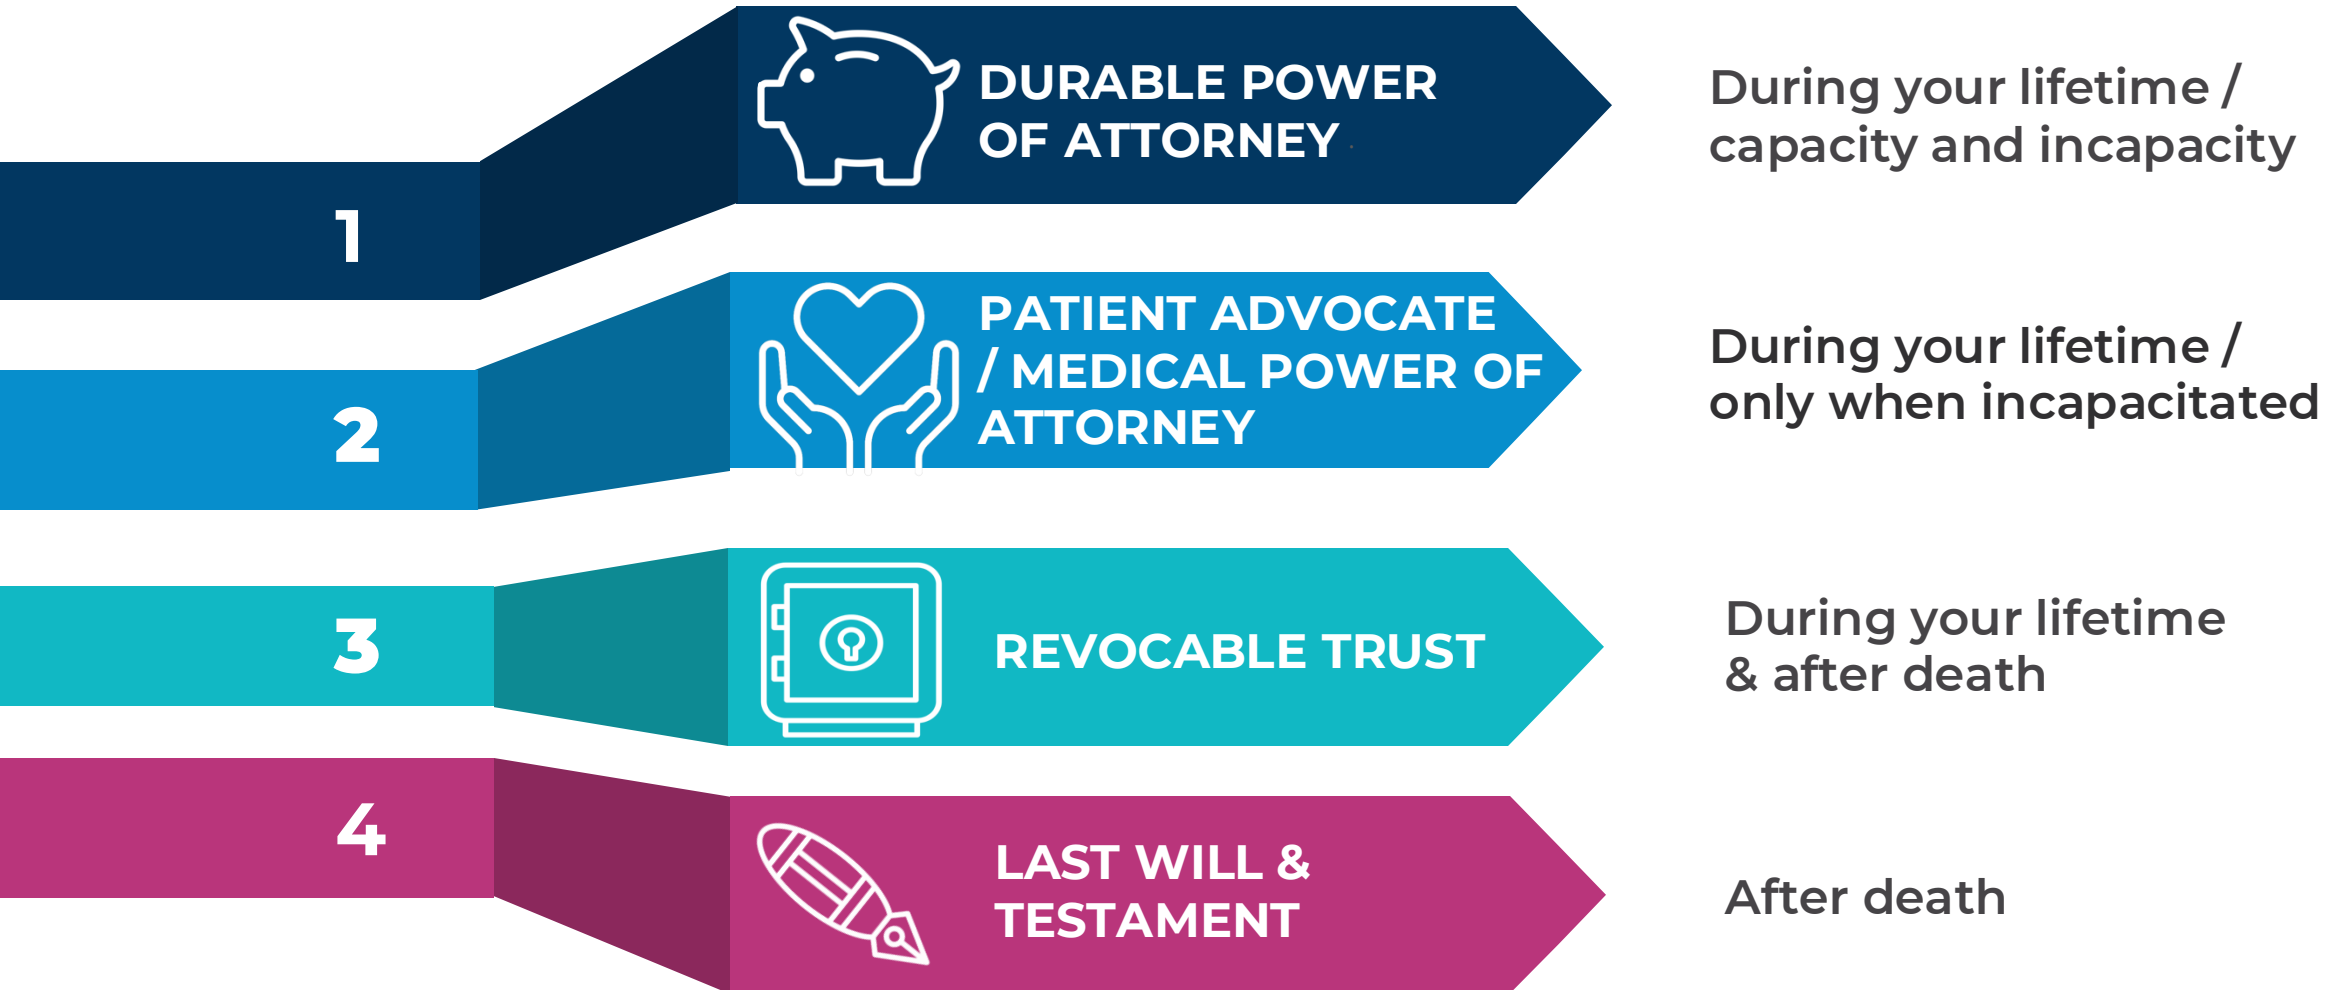 1
DURABLE POWER
OF ATTORNEY
During your lifetime /
capacity and incapacity
2
PATIENT ADVOCATE
/ MEDICAL POWER OF
ATTORNEY
During your lifetime /
only when incapacitated
3
REVOCABLE TRUST
During your lifetime
& after death
4
LAST WILL &
TESTAMENT
After death